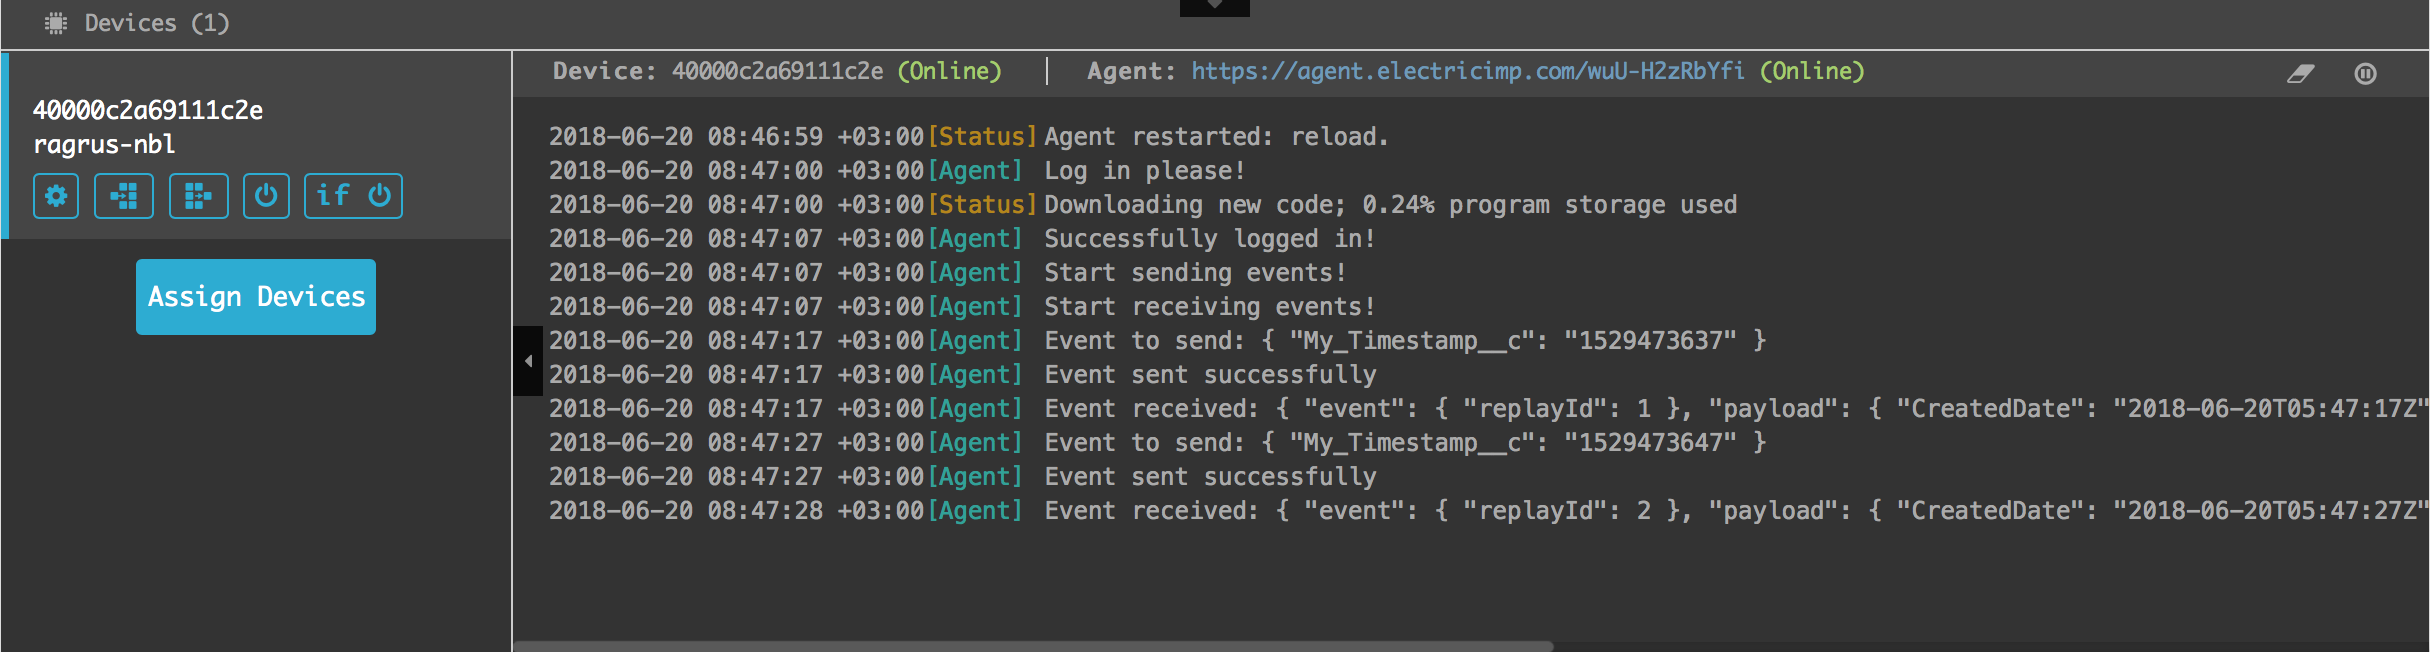 Devices (1)
40000c2a69111c2e
ragrus-nbl
if
Assign Devices
Device: 40000c2a69111c2e (Online) | Agent: https://agent.electricimp.com/wuU-H2zRbYfi (Online)
2018-06-20 08:46:59 +03:00[Status] Agent restarted: reload.
2018-06-20 08:47:00 +03:00[Agent] Log in please!
2018-06-20 08:47:00 +03:00[Status] Downloading new code; 0.24% program storage used
2018-06-20 08:47:07 +03:00[Agent] Successfully logged in!
2018-06-20 08:47:07 +03:00[Agent] Start sending events!
2018-06-20 08:47:07 +03:00[Agent] Start receiving events!
2018-06-20 08:47:17 +03:00[Agent] Event to send: { "My_Timestamp__c": "1529473637" }
2018-06-20 08:47:17 +03:00[Agent] Event sent successfully
2018-06-20 08:47:17 +03:00[Agent] Event received: { "event": { "replayId": 1 }, "payload": { "CreatedDate": "2018-06-20T05:47:17Z"
2018-06-20 08:47:27 +03:00[Agent] Event to send: { "My_Timestamp__c": "1529473647" }
2018-06-20 08:47:27 +03:00[Agent] Event sent successfully
2018-06-20 08:47:28 +03:00[Agent] Event received: { "event": { "replayId": 2 }, "payload": { "CreatedDate": "2018-06-20T05:47:27Z"